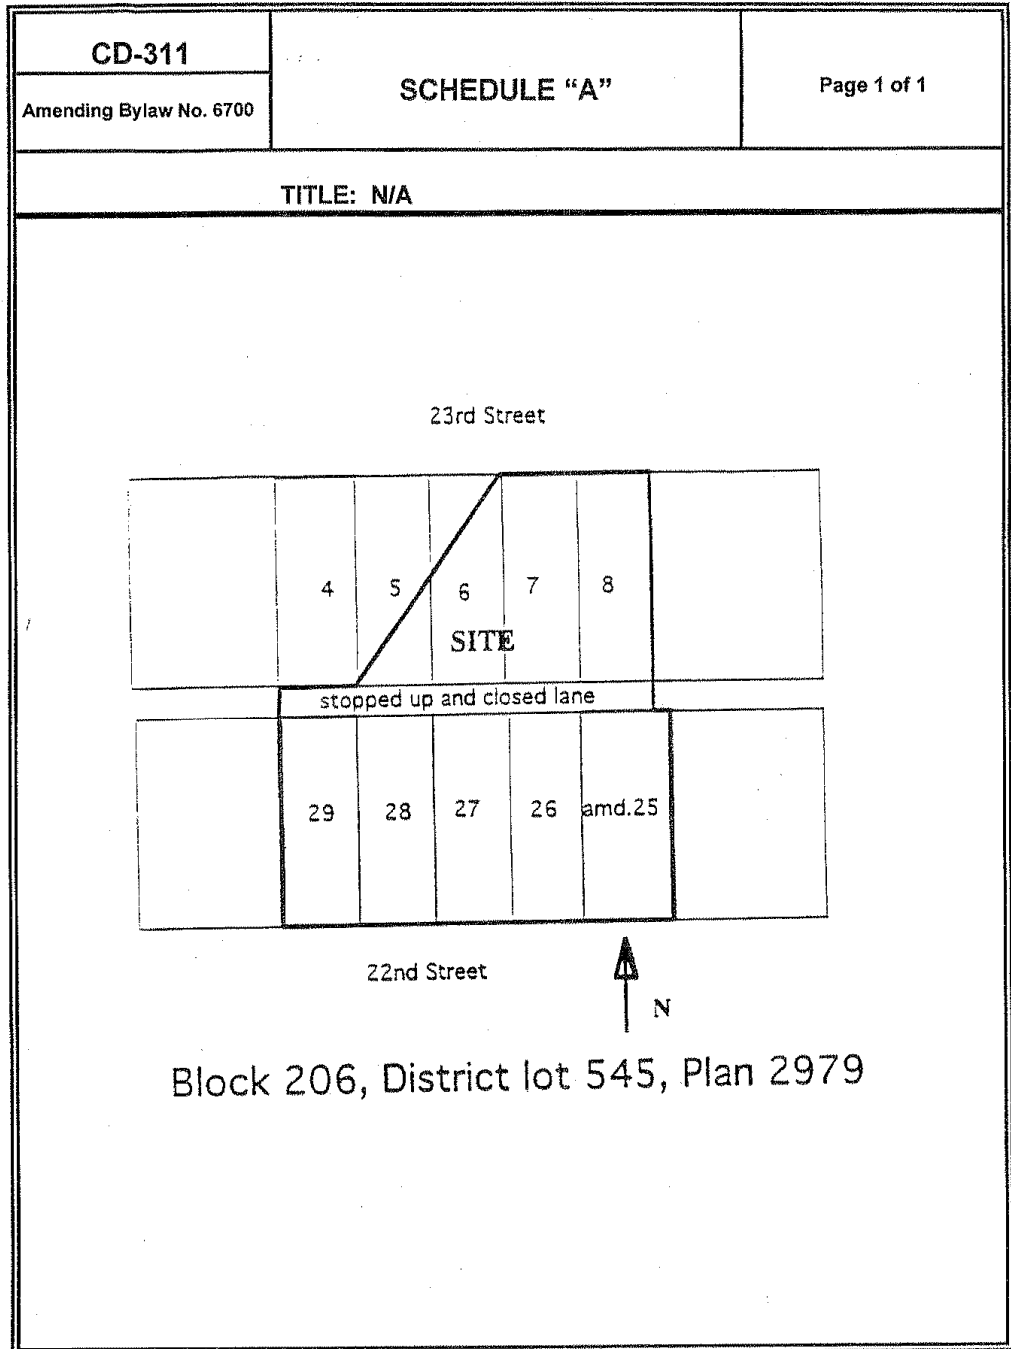 CD-311
Amending Bylaw No. 6700
SCHEDULE “A”
Page 1 of 1
TITLE: N/A
23rd Street
4 5 6 7 8
SITE
stopped up and closed lane
29 28 27 26 amd.25
22nd Street
N
Block 206, District lot 545, Plan 2979